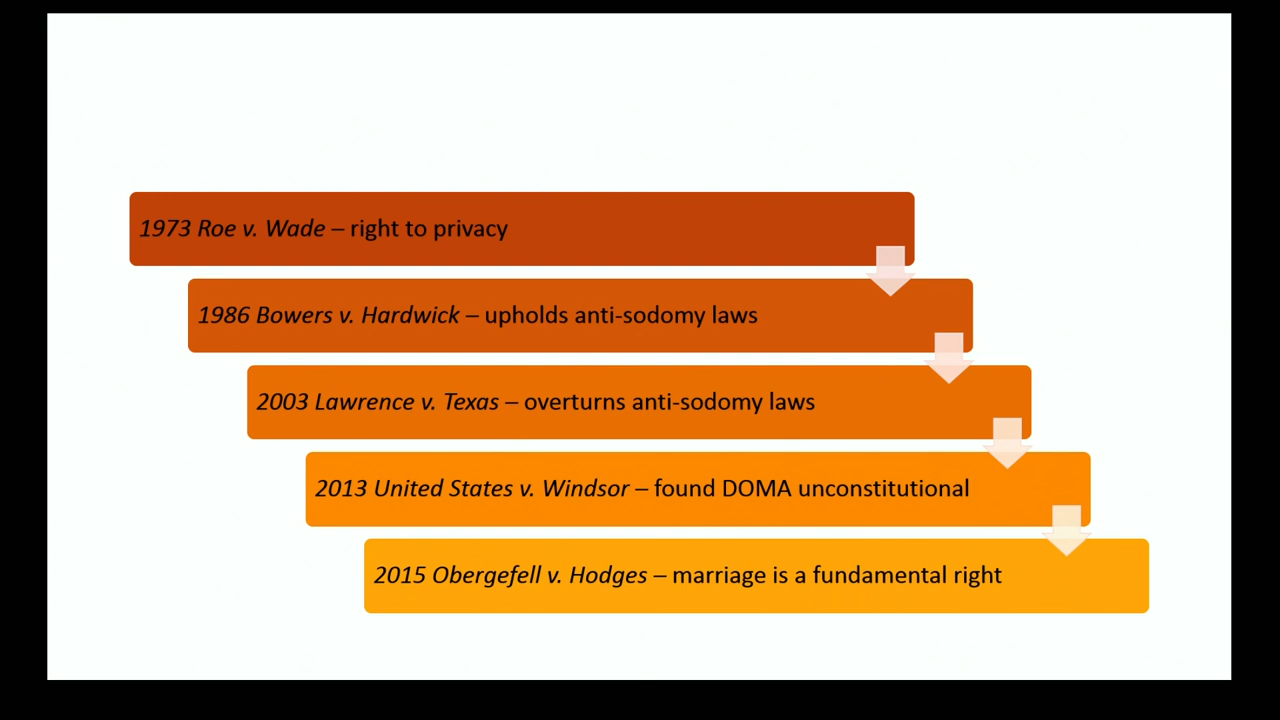 1973 Roe v. Wade – right to privacy
1986 Bowers v. Hardwick – upholds anti-sodomy laws
2003 Lawrence v. Texas – overturns anti-sodomy laws
2013 United States v. Windsor – found DOMA unconstitutional
2015 Obergefell v. Hodges – marriage is a fundamental right